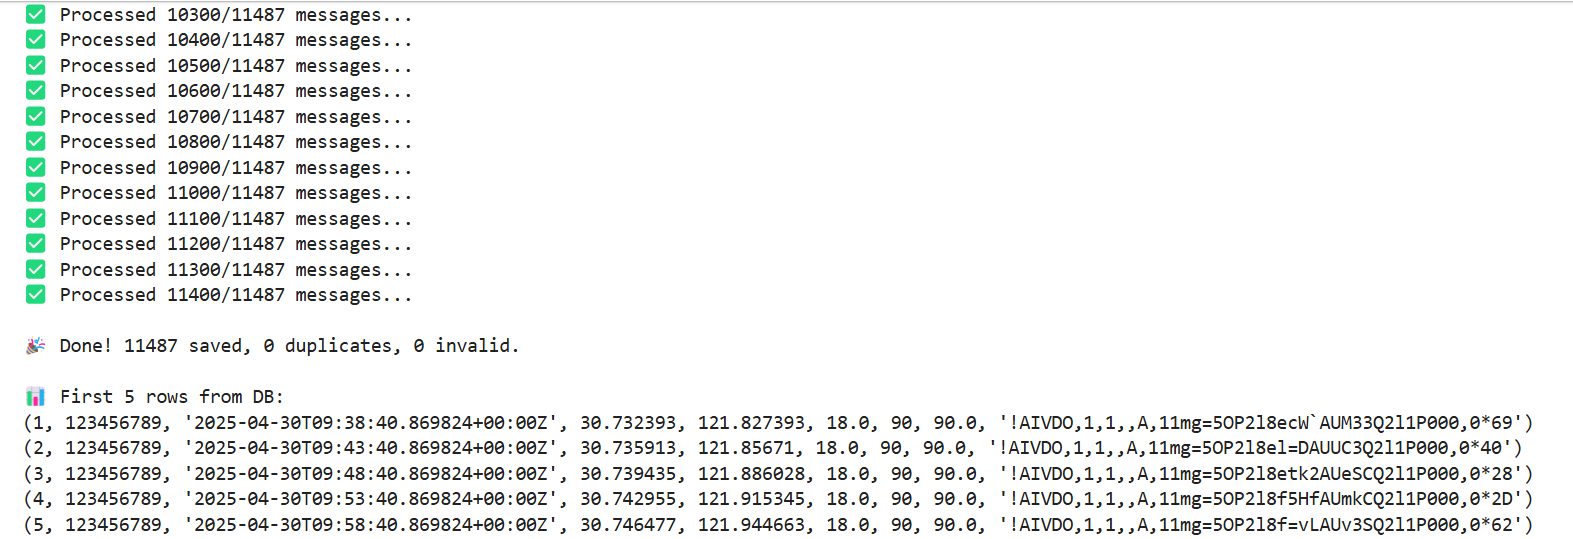 ✅ Processed 10300/11487 messages...
✅ Processed 10400/11487 messages...
✅ Processed 10500/11487 messages...
✅ Processed 10600/11487 messages...
✅ Processed 10700/11487 messages...
✅ Processed 10800/11487 messages...
✅ Processed 10900/11487 messages...
✅ Processed 11000/11487 messages...
✅ Processed 11100/11487 messages...
✅ Processed 11200/11487 messages...
✅ Processed 11300/11487 messages...
✅ Processed 11400/11487 messages...
🎉 Done! 11487 saved, 0 duplicates, 0 invalid.
📊 First 5 rows from DB:
(1, 123456789, '2025-04-30T09:38:40.869824+00:00Z', 30.732393, 121.827393, 18.0, 90, 90.0, '!AIVDO,1,1,,A,11mg=5OP2l8ecW`AUM33Q2l1P000,0*69')
(2, 123456789, '2025-04-30T09:43:40.869824+00:00Z', 30.735913, 121.85671, 18.0, 90, 90.0, '!AIVDO,1,1,,A,11mg=5OP2l8el=DAUUC3Q2l1P000,0*40')
(3, 123456789, '2025-04-30T09:48:40.869824+00:00Z', 30.739435, 121.886028, 18.0, 90, 90.0, '!AIVDO,1,1,,A,11mg=5OP2l8etk2AUeSCQ2l1P000,0*28')
(4, 123456789, '2025-04-30T09:53:40.869824+00:00Z', 30.742955, 121.915345, 18.0, 90, 90.0, '!AIVDO,1,1,,A,11mg=5OP2l8f5HfAUmkCQ2l1P000,0*2D')
(5, 123456789, '2025-04-30T09:58:40.869824+00:00Z', 30.746477, 121.944663, 18.0, 90, 90.0, '!AIVDO,1,1,,A,11mg=5OP2l8f=vLAUv3SQ2l1P000,0*62')